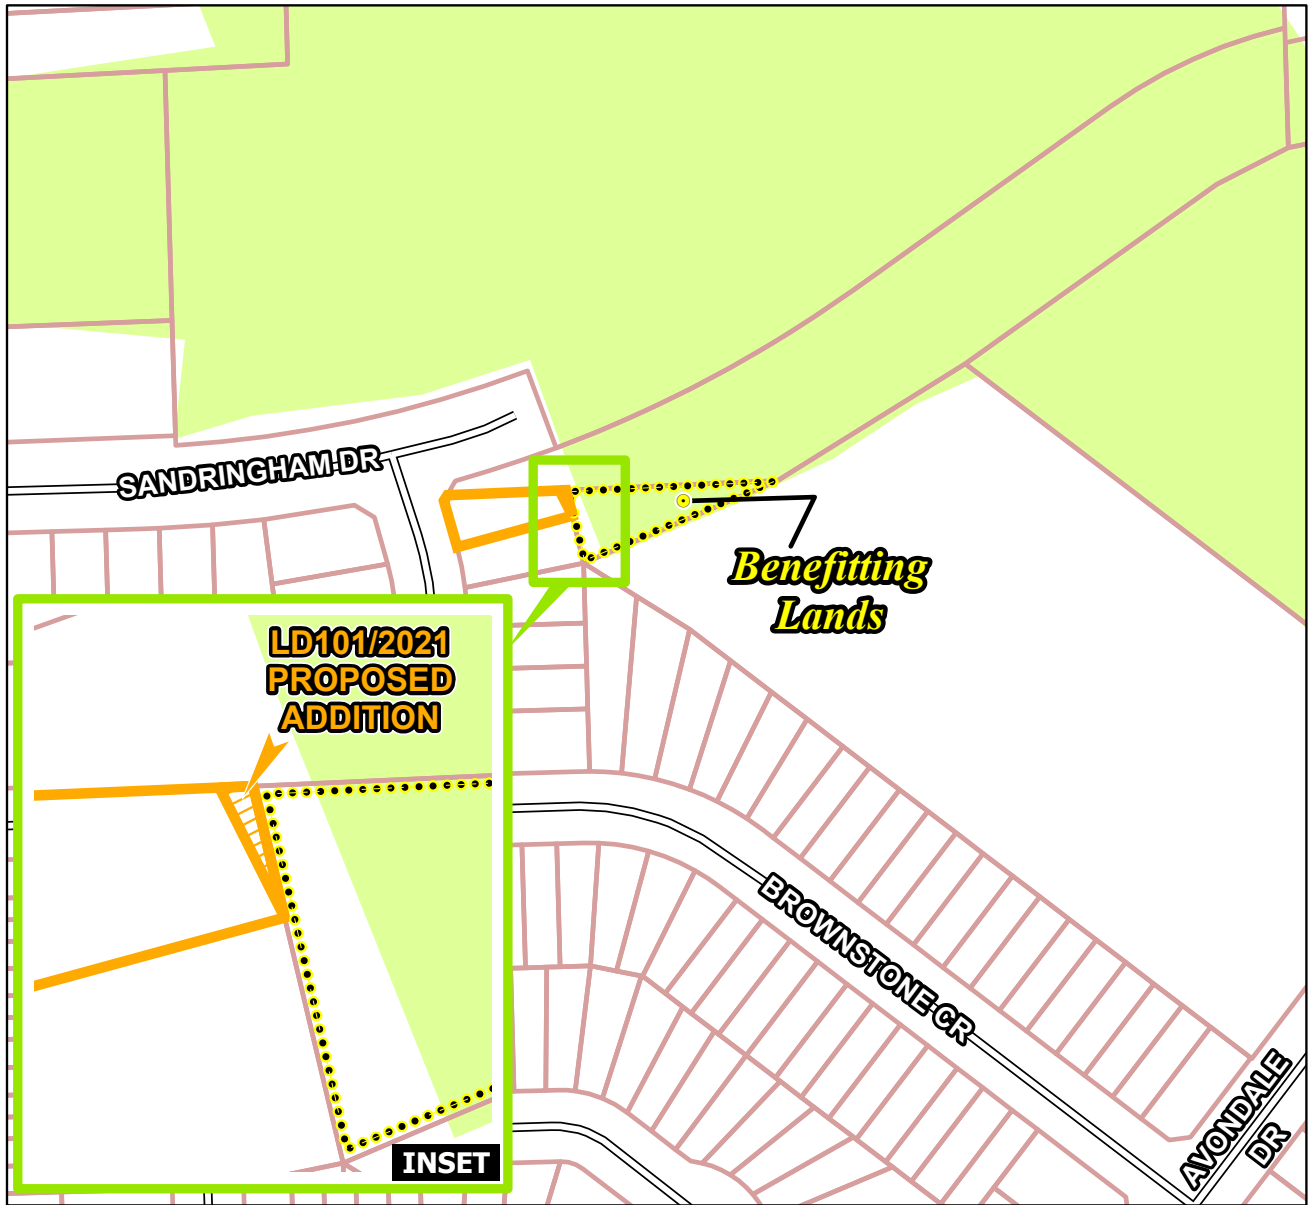 SANDRINGHAM DR
Benefitting
Lands
LD101/2021
PROPOSED
ADDITION
BROWNSTONE CR
AVONDALE
DR
INSET